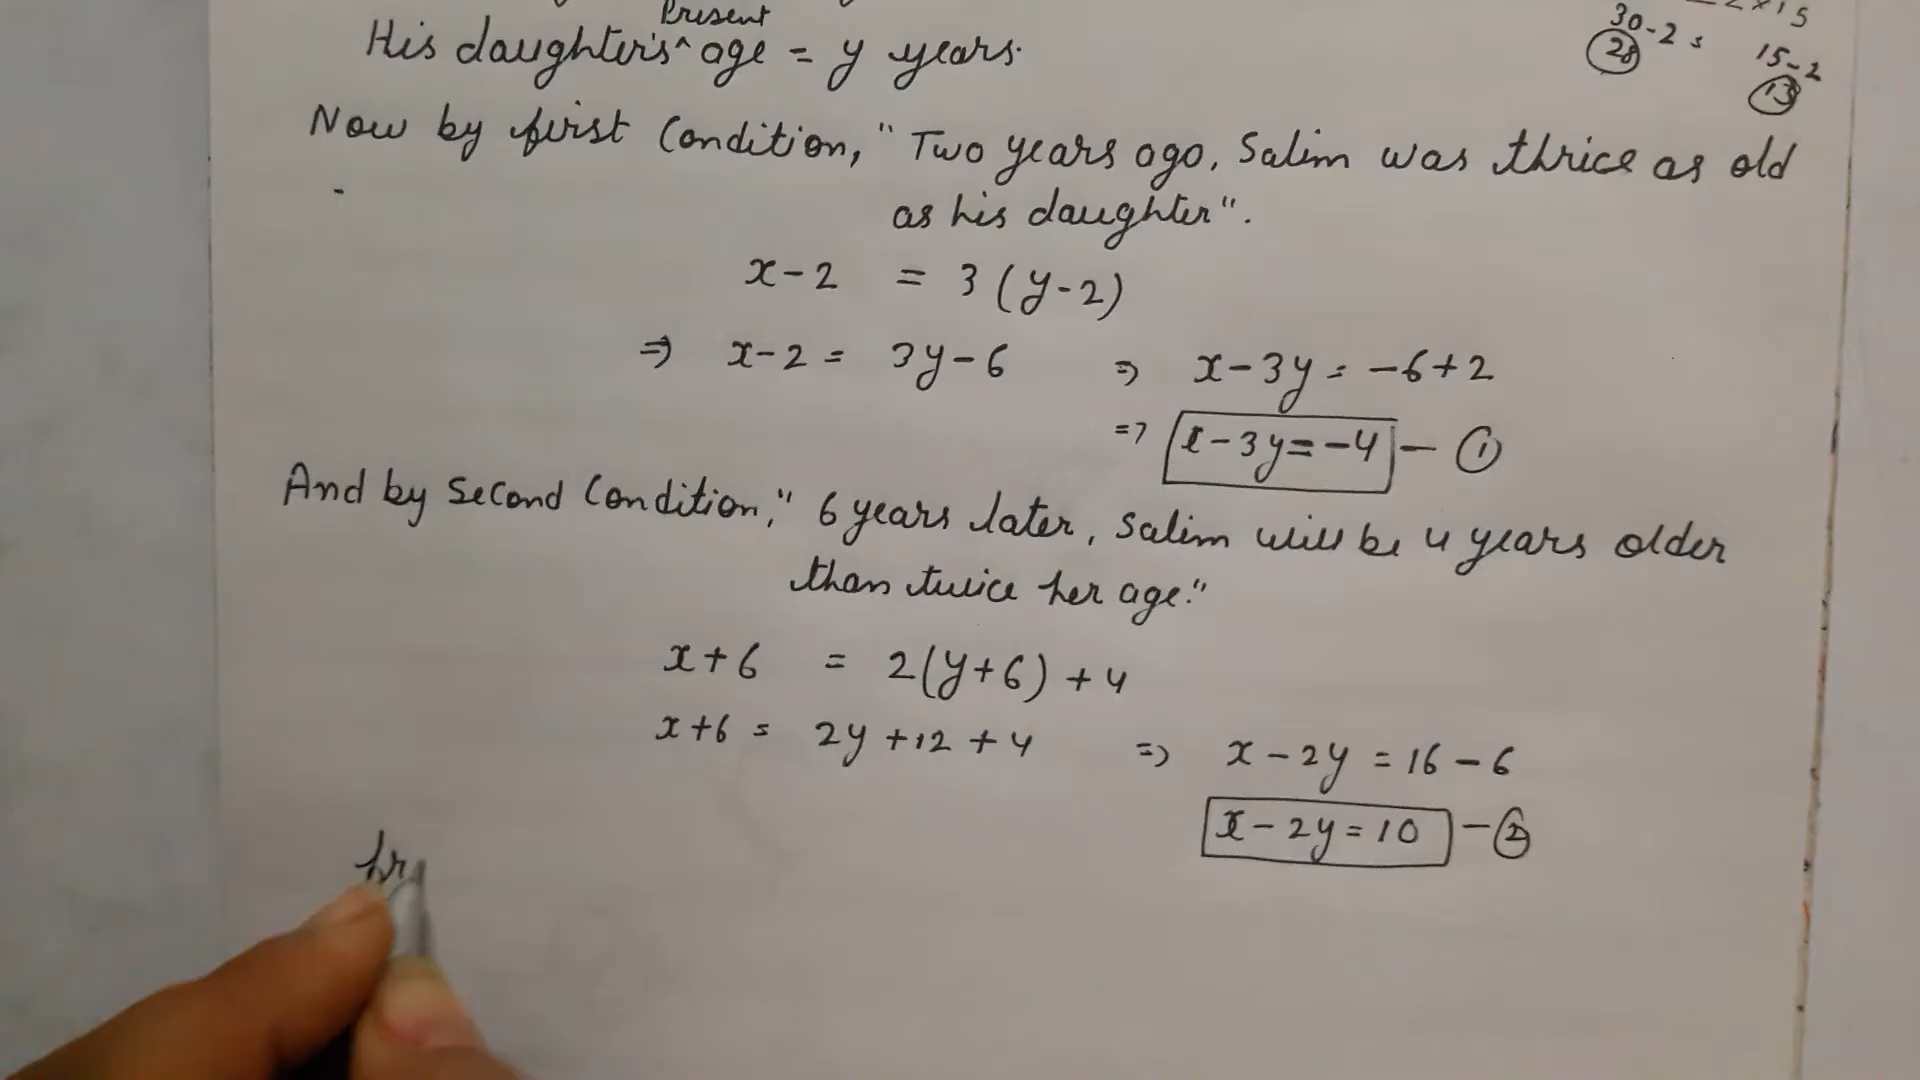 Present
His daughter's ^ age = y years.
30-2 =
28
15-2
13
Now by first Condition, "Two years ago, Salim was thrice as old
as his daughter".
x-2 = 3(y-2)
⇒ x-2 = 3y-6 ⇒ x-3y = -6+2
⇒ x-3y = -4 — ①
And by Second Condition, "6 years later, Salim will be 4 years older
than twice her age."
x+6 = 2(y+6)+4
x+6 = 2y+12+4 ⇒ x-2y = 16-6
x-2y = 10 — ②